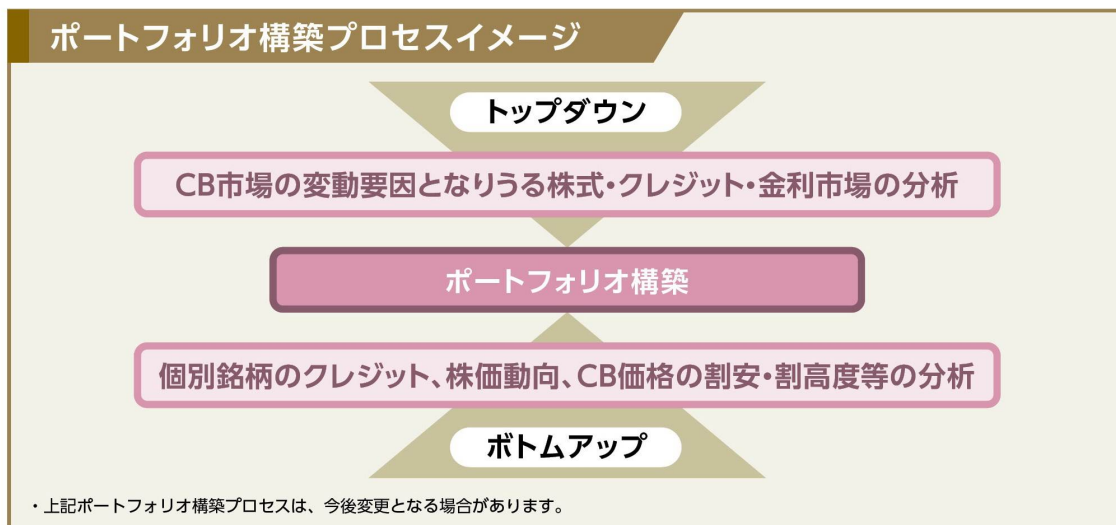 ポートフォリオ構築プロセスイメージ
トップダウン
CB市場の変動要因となりうる株式・クレジット・金利市場の分析
ポートフォリオ構築
個別銘柄のクレジット、株価動向、CB価格の割安・割高度等の分析
ボトムアップ
・上記ポートフォリオ構築プロセスは、今後変更となる場合があります。